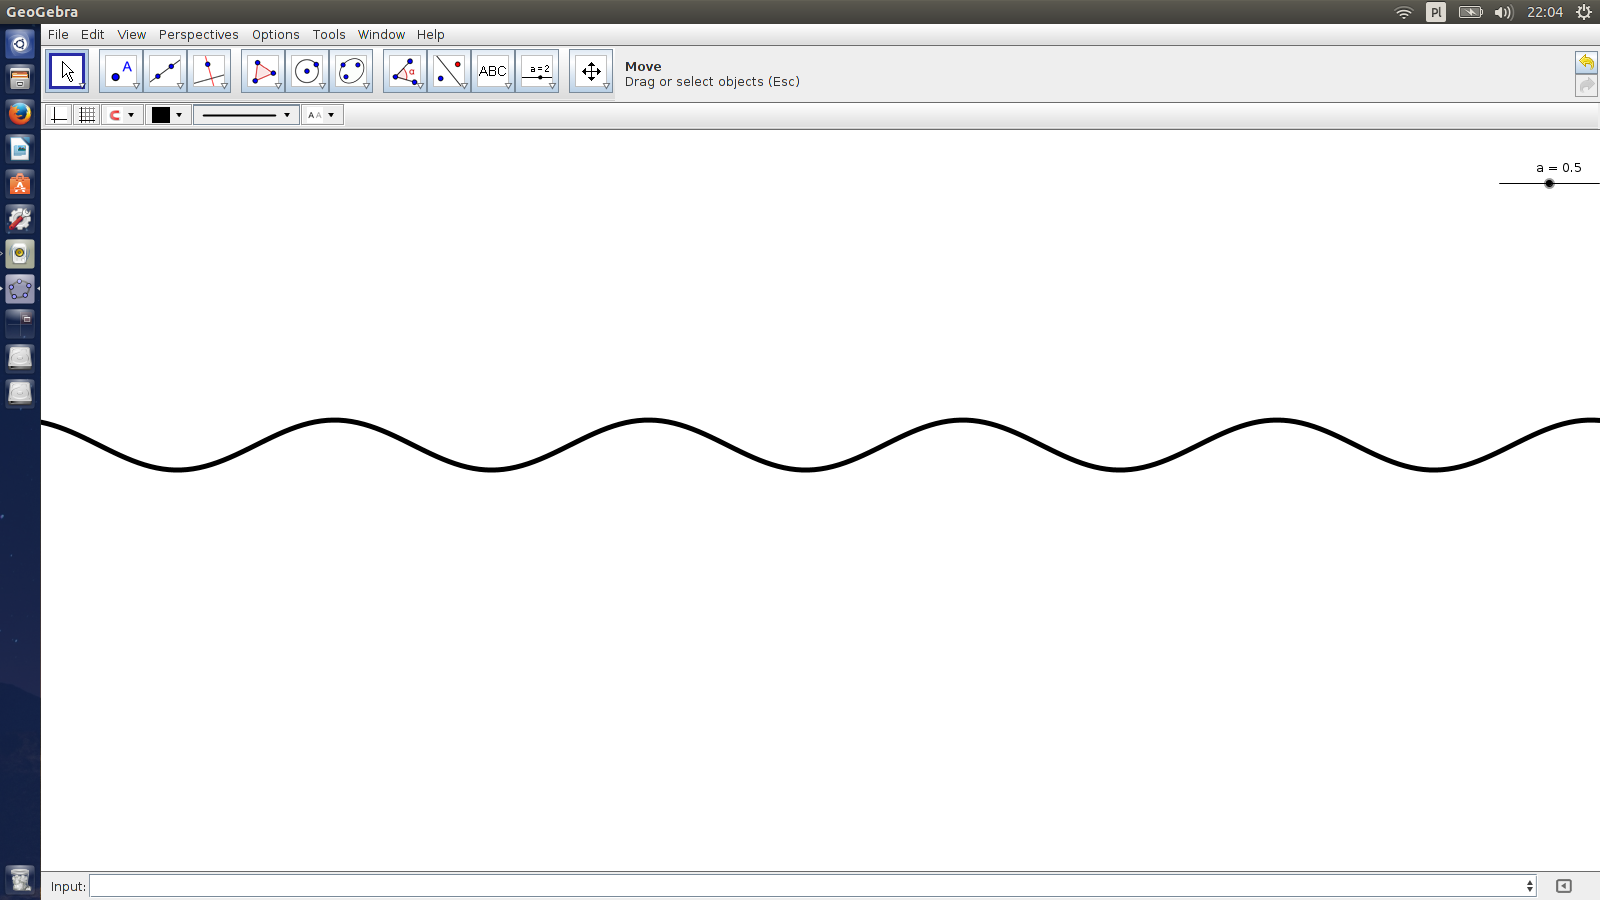 GeoGebra
Pl 22:04
File Edit View Perspectives Options Tools Window Help
A
α
ABC
a = 2
Move
Drag or select objects (Esc)
A A
a = 0.5
Input: